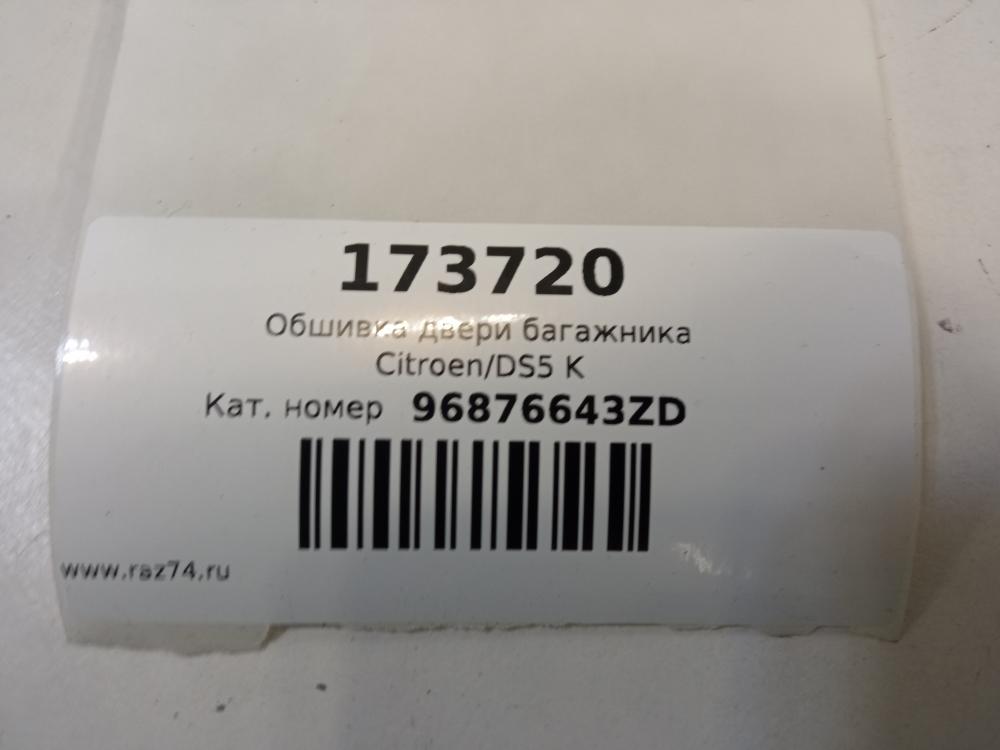 173720
Обшивка двери багажника
Citroen/DS5 K
Кат. номер 96876643ZD
www.raz74.ru